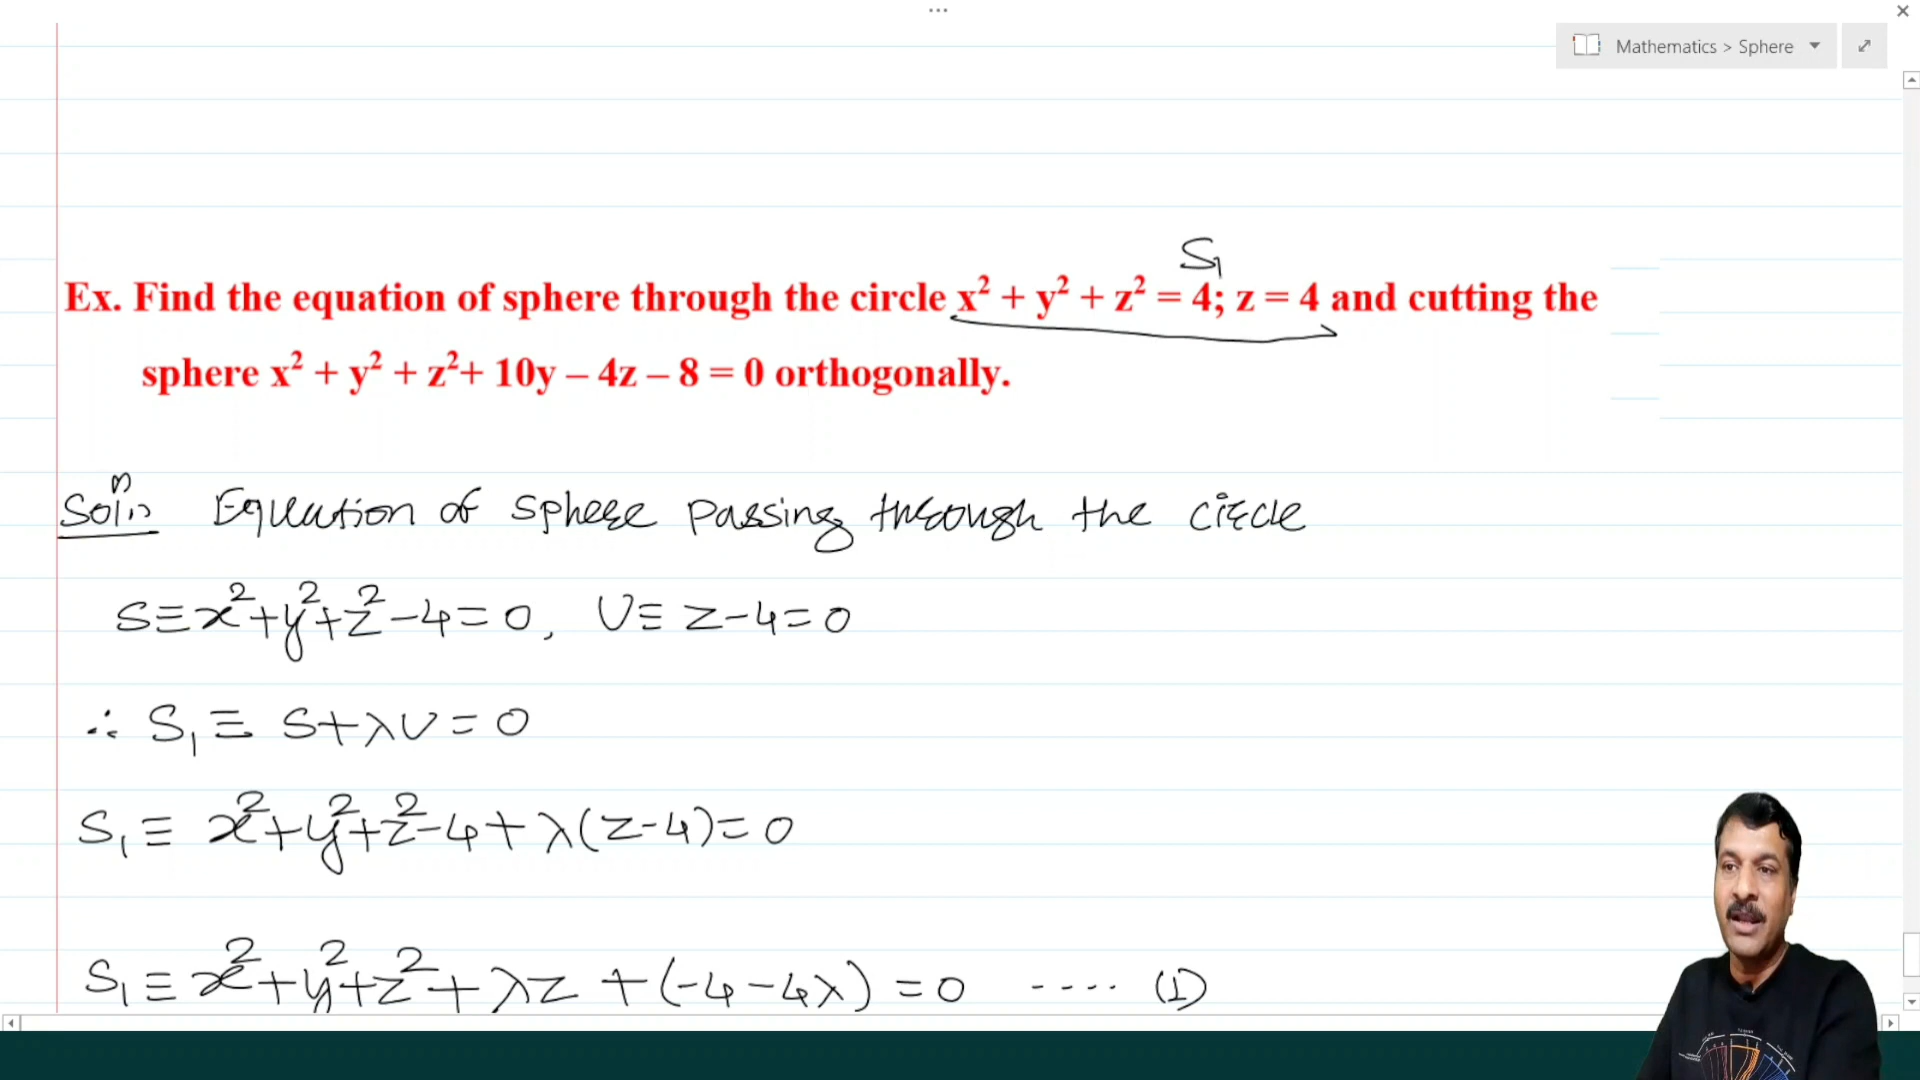 Mathematics > Sphere
S₁
Ex. Find the equation of sphere through the circle x² + y² + z² = 4; z = 4 and cutting the
sphere x² + y² + z²+ 10y – 4z – 8 = 0 orthogonally.
Solⁿ: Equation of sphere passing through the circle
S≡x²+y²+z²-4=0, U≡ z-4=0
∴ S₁ ≡ S+λU=0
S₁ ≡ x²+y²+z²-4+λ(z-4)=0
S₁ ≡ x²+y²+z²+λz +(-4-4λ) =0 ---- (1)